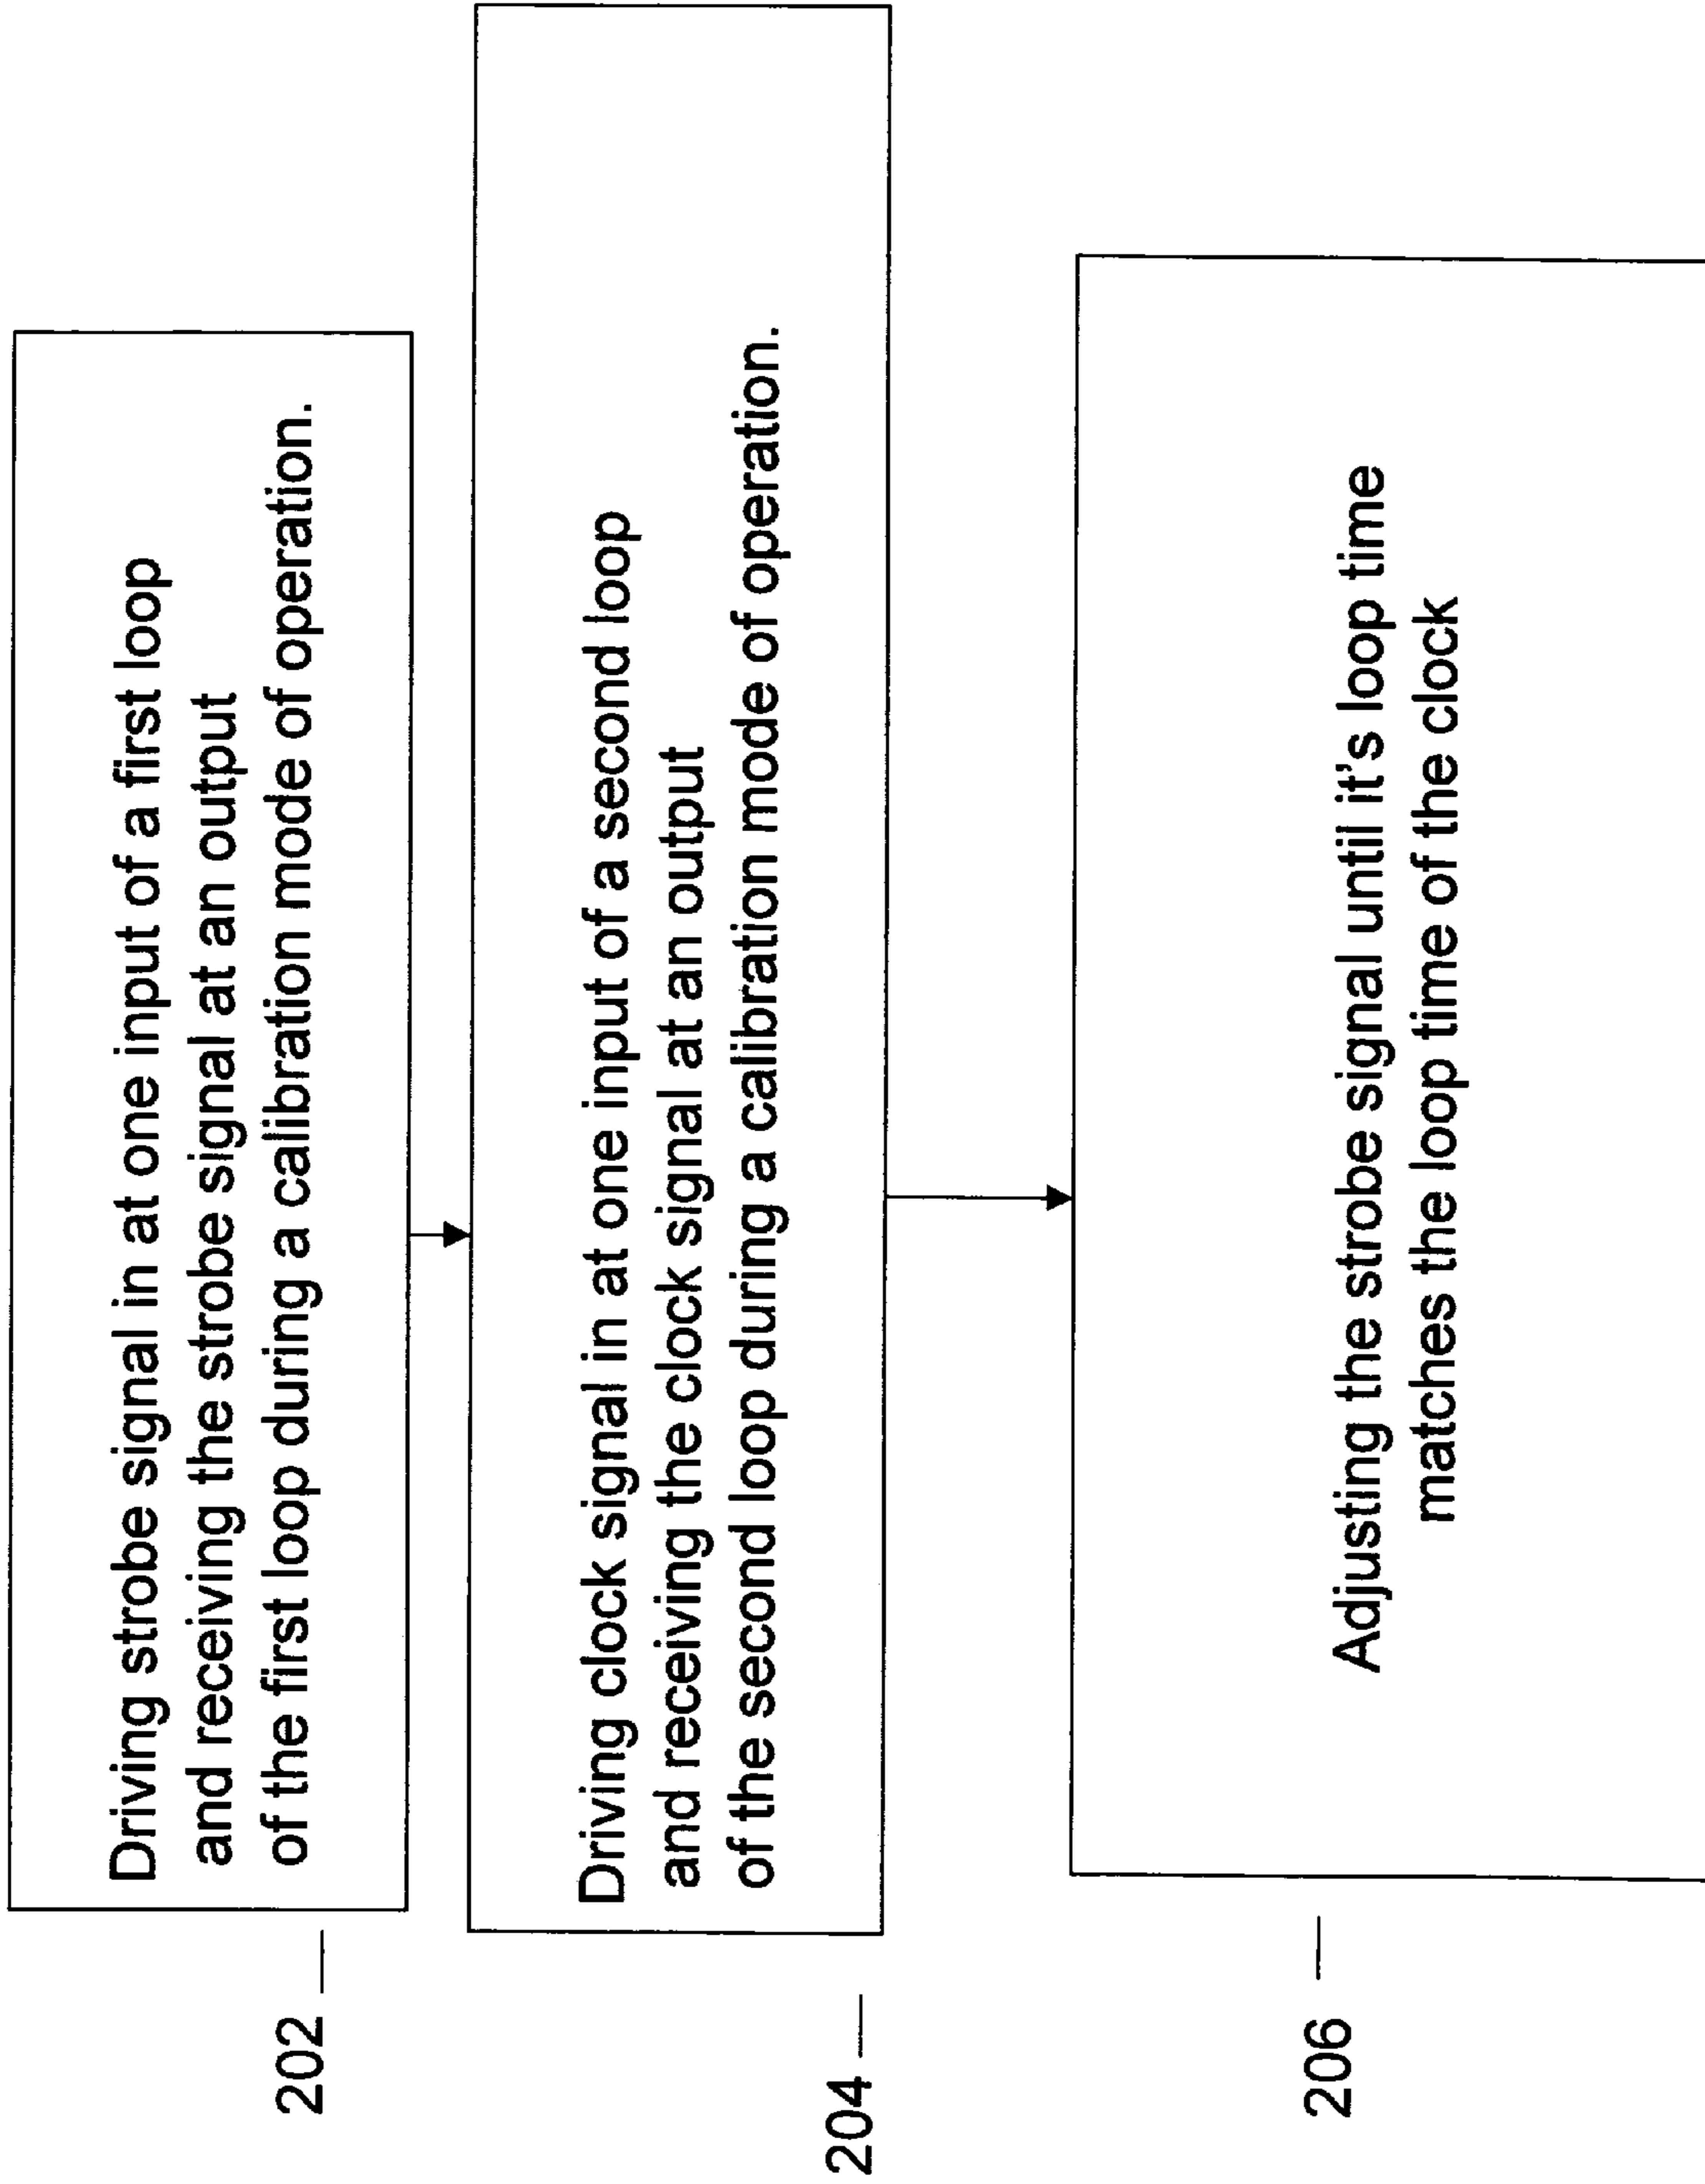 Driving strobe signal in at one input of a first loop
and receiving the strobe signal at an output
of the first loop during a calibration mode of operation.
202
Driving clock signal in at one input of a second loop
and receiving the clock signal at an output
of the second loop during a calibration mode of operation.
204
Adjusting the strobe signal until it's loop time
matches the loop time of the clock
206